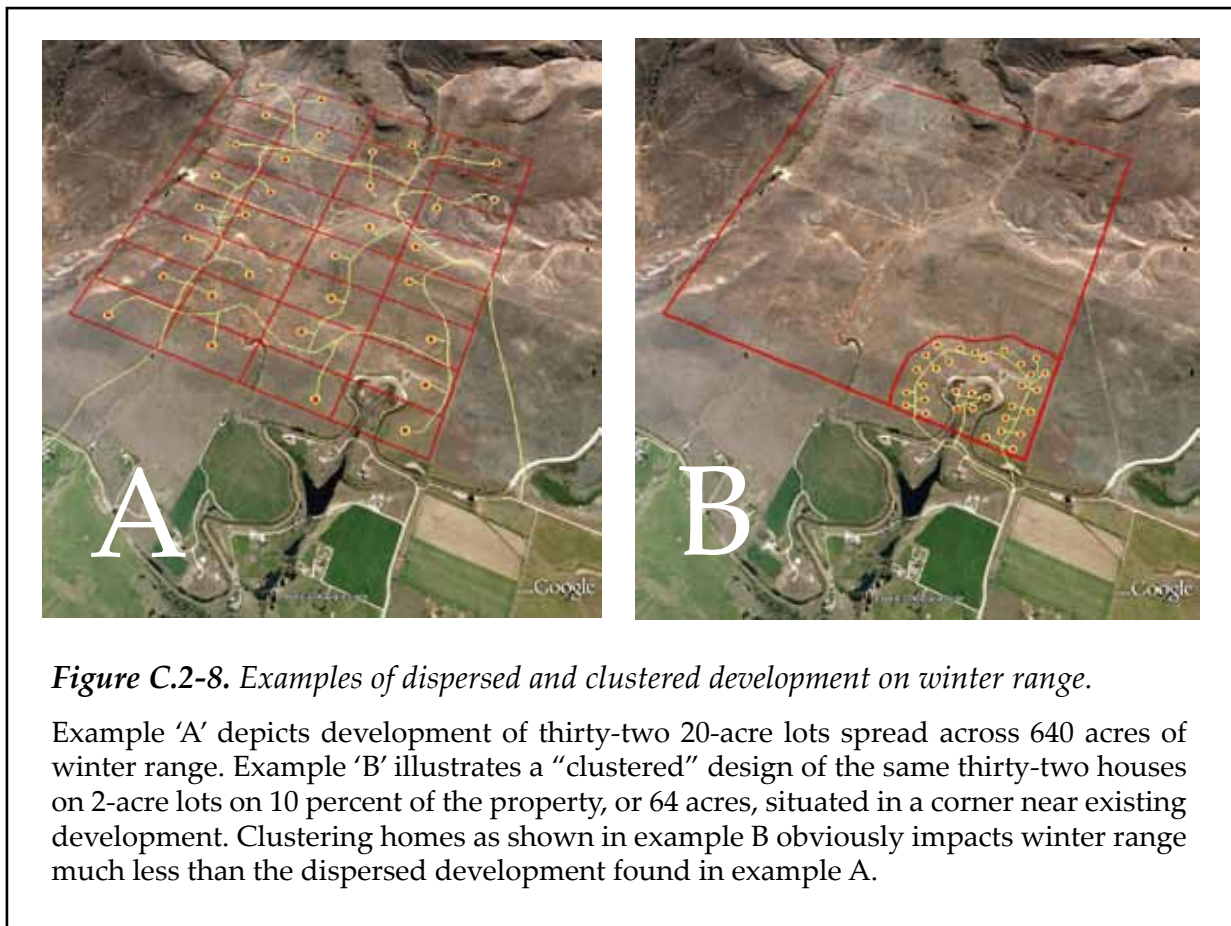 A
Google
B
Google
Figure C.2-8. Examples of dispersed and clustered development on winter range.
Example ‘A’ depicts development of thirty-two 20-acre lots spread across 640 acres of
winter range. Example ‘B’ illustrates a “clustered” design of the same thirty-two houses
on 2-acre lots on 10 percent of the property, or 64 acres, situated in a corner near existing
development. Clustering homes as shown in example B obviously impacts winter range
much less than the dispersed development found in example A.